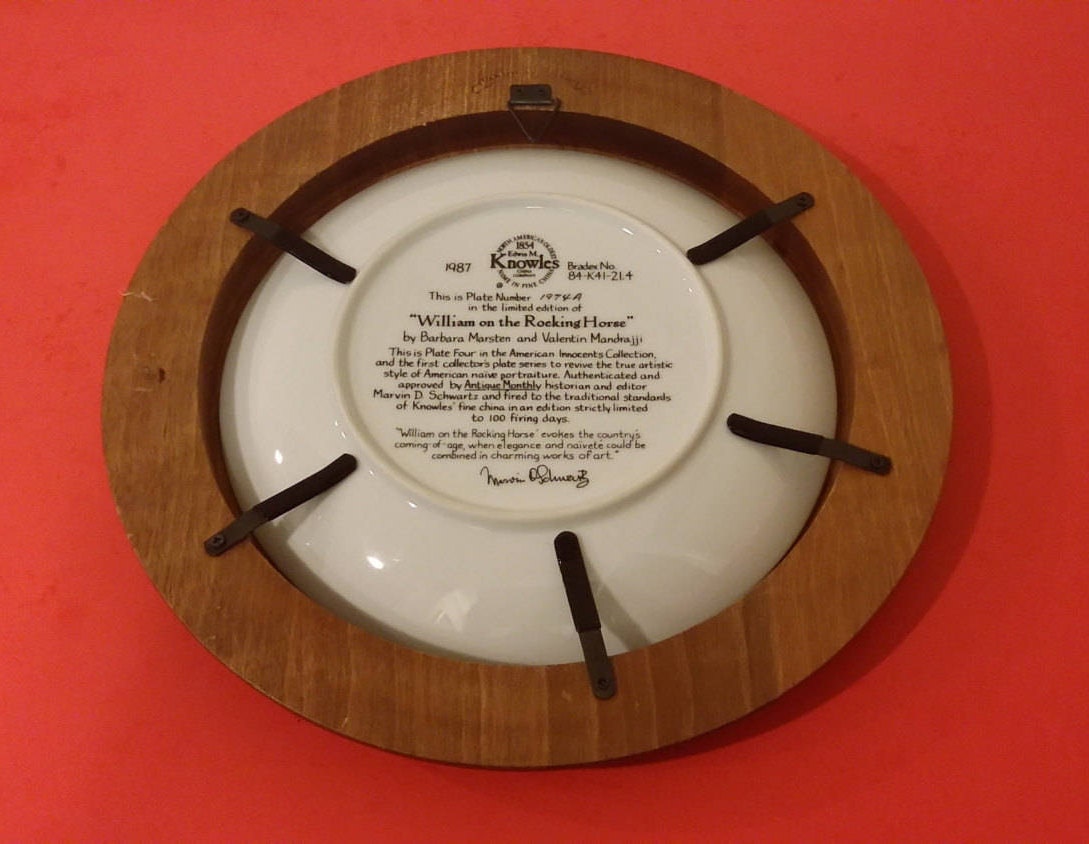 NORTH AMERICA'S OLDEST
1854
Edwin M.
Knowles
CHINA
COMPANY
NAME IN FINE CHINA
1987
Bradex No.
84-K41-21.4
This is Plate Number 1974A
in the limited edition of
"William on the Rocking Horse"
by Barbara Marsten and Valentin Mandrajji
This is Plate Four in the American Innocents Collection,
and the first collector's plate series to revive the true artistic
style of American naive portraiture. Authenticated and
approved by Antique Monthly historian and editor
Marvin D. Schwartz and fired to the traditional standards
of Knowles' fine china in an edition strictly limited
to 100 firing days.
"'William on the Rocking Horse' evokes the country's
coming-of-age, when elegance and naivete could be
combined in charming works of art."
Marvin D. Schwartz